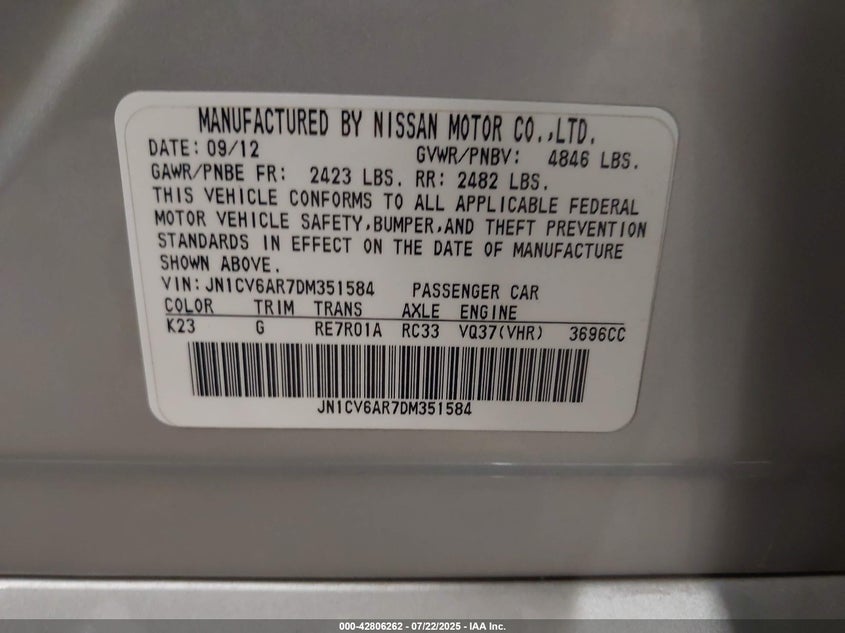 MANUFACTURED BY NISSAN MOTOR CO.,LTD.
DATE: 09/12 GVWR/PNBV: 4846 LBS.
GAWR/PNBE FR: 2423 LBS. RR: 2482 LBS.
THIS VEHICLE CONFORMS TO ALL APPLICABLE FEDERAL
MOTOR VEHICLE SAFETY,BUMPER,AND THEFT PREVENTION
STANDARDS IN EFFECT ON THE DATE OF MANUFACTURE
SHOWN ABOVE.
VIN: JN1CV6AR7DM351584 PASSENGER CAR
COLOR TRIM TRANS AXLE ENGINE
K23 G RE7R01A RC33 VQ37(VHR) 3696CC
JN1CV6AR7DM351584
000-42806262 - 07/22/2025 - IAA Inc.